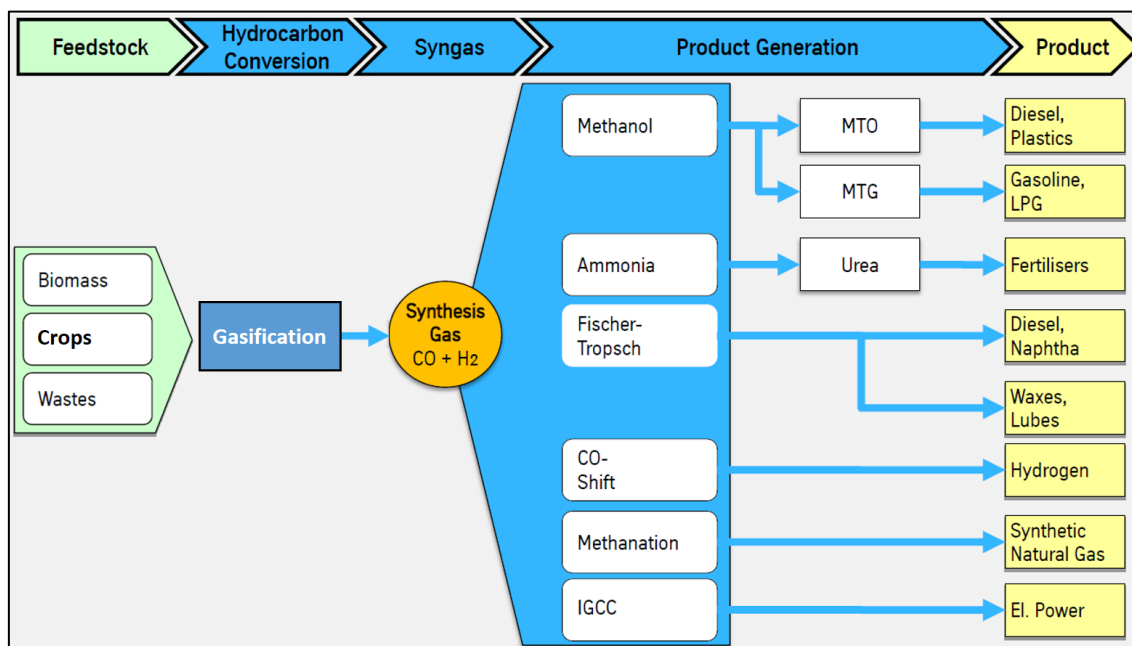 Feedstock
Hydrocarbon
Conversion
Syngas
Product Generation
Product
Biomass
Crops
Wastes
Gasification
Synthesis
Gas
CO + H2
Methanol
MTO
Diesel,
Plastics
MTG
Gasoline,
LPG
Ammonia
Urea
Fertilisers
Fischer-
Tropsch
Diesel,
Naphtha
Waxes,
Lubes
CO-
Shift
Hydrogen
Methanation
Synthetic
Natural Gas
IGCC
El. Power